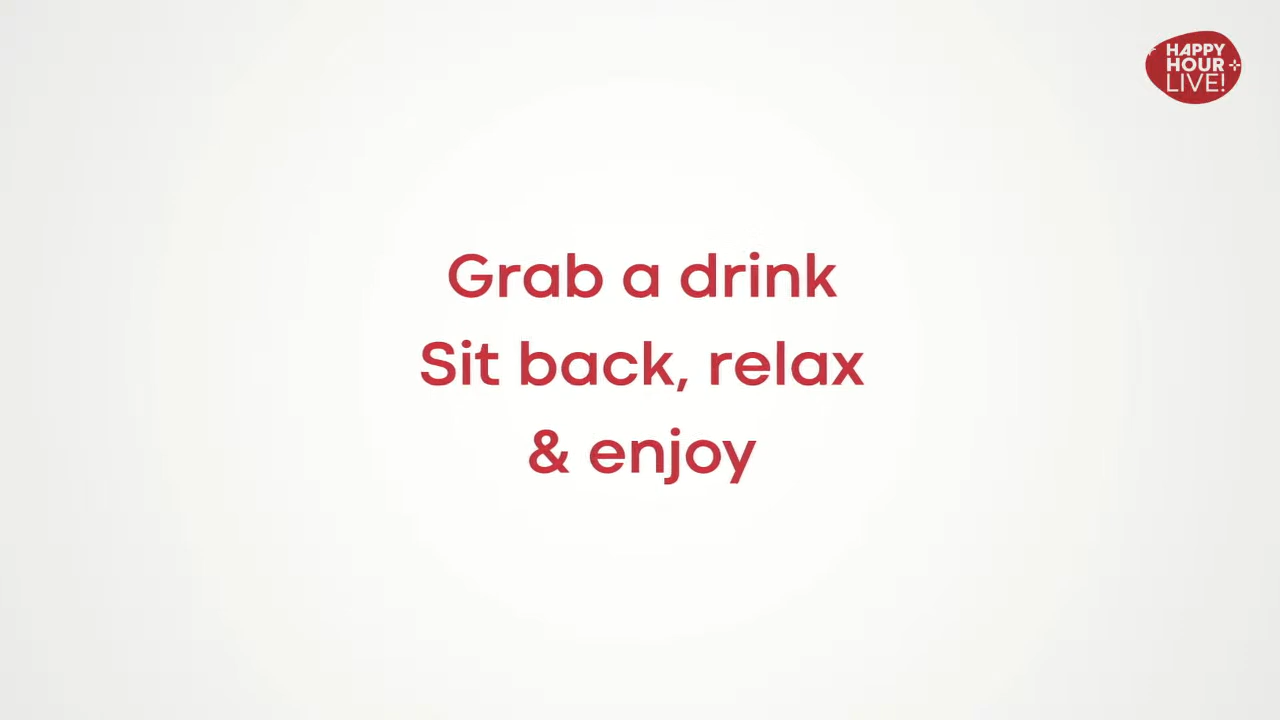 HAPPY
HOUR
LIVE!
Grab a drink
Sit back, relax
& enjoy